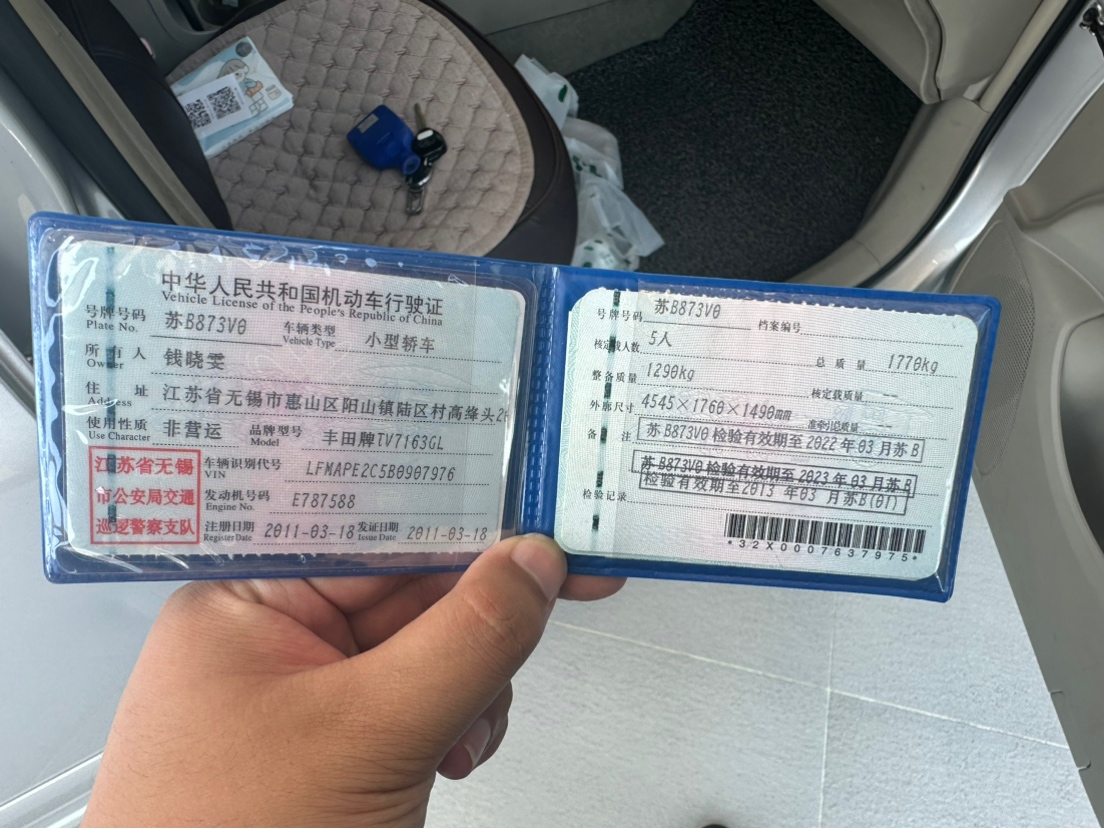 中华人民共和国机动车行驶证
Vehicle License of the People's Republic of China
号牌号码 苏B873V0 车辆类型 小型轿车
Plate No. Vehicle Type
所有人 钱晓雯
Owner
住址 江苏省无锡市惠山区阳山镇陆区村高绛头2
Address
使用性质 非营运 品牌型号 丰田牌TV7163GL
Use Character Model
江苏省无锡
市公安局交通
巡逻警察支队
车辆识别代号 LFMAPE2C5B0907976
VIN
发动机号码 E787588
Engine No.
注册日期 2011-03-18 发证日期 2011-03-18
Register Date Issue Date
号牌号码 苏B873V0 档案编号
核定载人数 5人 总质量 1770kg
整备质量 1290kg 核定载质量 --
外廓尺寸 4545×1760×1490mm 准牵引总质量 --
备注 苏B873V0检验有效期至2022年03月苏B
苏B873V0检验有效期至2023年03月苏B
检验记录 检验有效期至2013年03月苏B(01)
*32X0007637975*